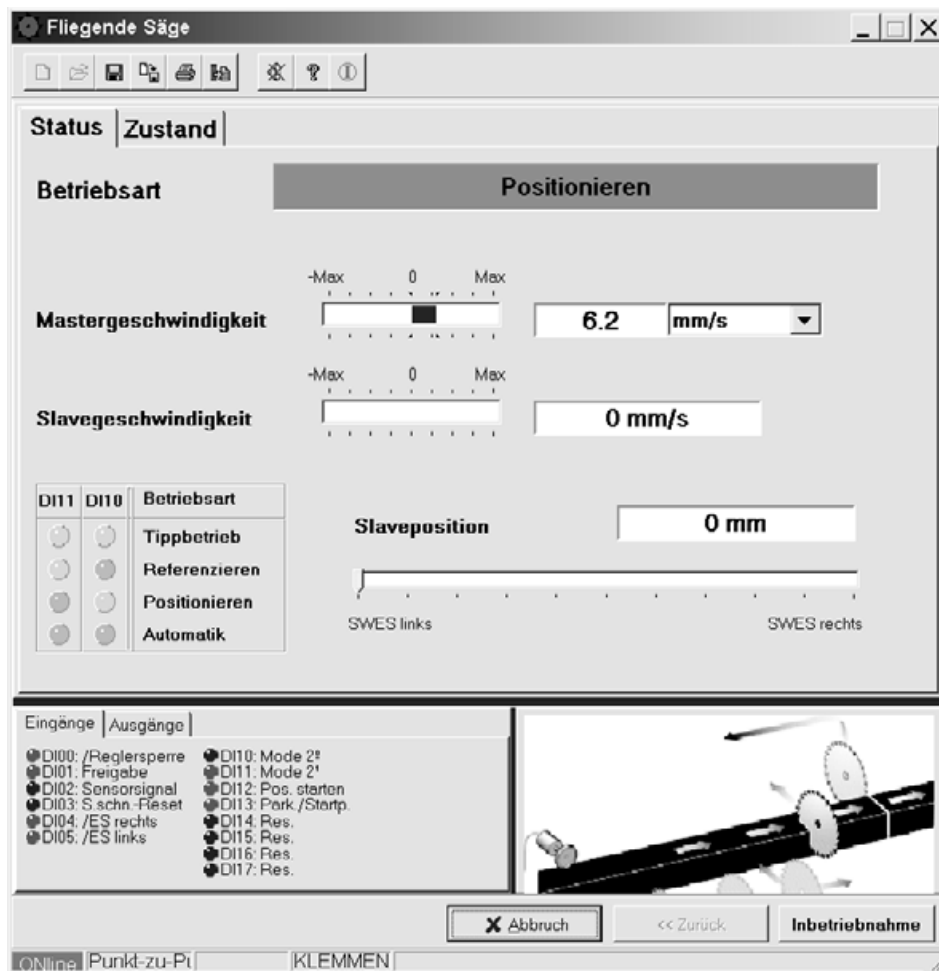 Fliegende Säge
Status Zustand
Betriebsart Positionieren
-Max 0 Max
Mastergeschwindigkeit 6.2 mm/s
-Max 0 Max
Slavegeschwindigkeit 0 mm/s
DI11 DI10 Betriebsart
Tippbetrieb
Referenzieren
Positionieren
Automatik
Slaveposition 0 mm
SWES links SWES rechts
Eingänge Ausgänge
DI00: /Reglersperre
DI01: Freigabe
DI02: Sensorsignal
DI03: S.schn.-Reset
DI04: /ES rechts
DI05: /ES links
DI10: Mode 2º
DI11: Mode 2'
DI12: Pos. starten
DI13: Park./Startp.
DI14: Res.
DI15: Res.
DI16: Res.
DI17: Res.
Abbruch << Zurück Inbetriebnahme
ONline Punkt-zu-Pu KLEMMEN